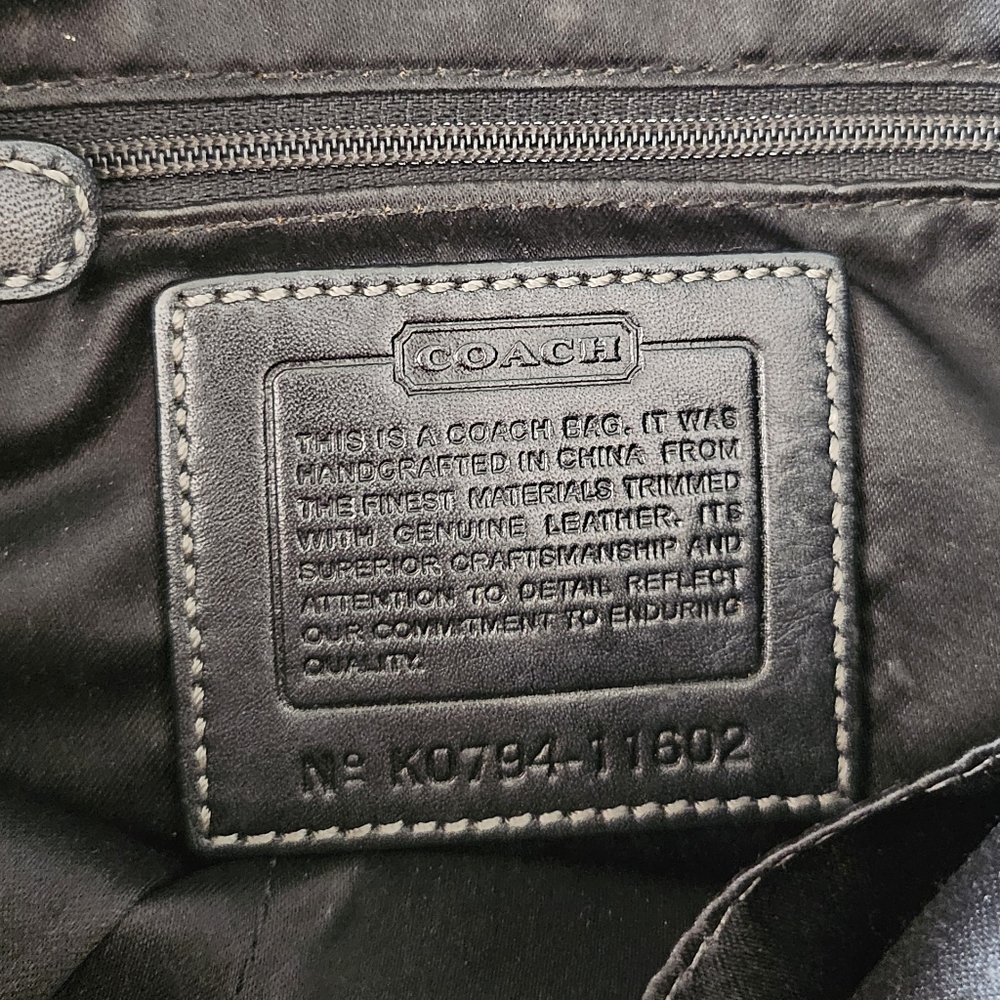 COACH
THIS IS A COACH BAG. IT WAS
HANDCRAFTED IN CHINA FROM
THE FINEST MATERIALS TRIMMED
WITH GENUINE LEATHER. ITS
SUPERIOR CRAFTSMANSHIP AND
ATTENTION TO DETAIL REFLECT
OUR COMMITMENT TO ENDURING
QUALITY.
Nº K0794-11602